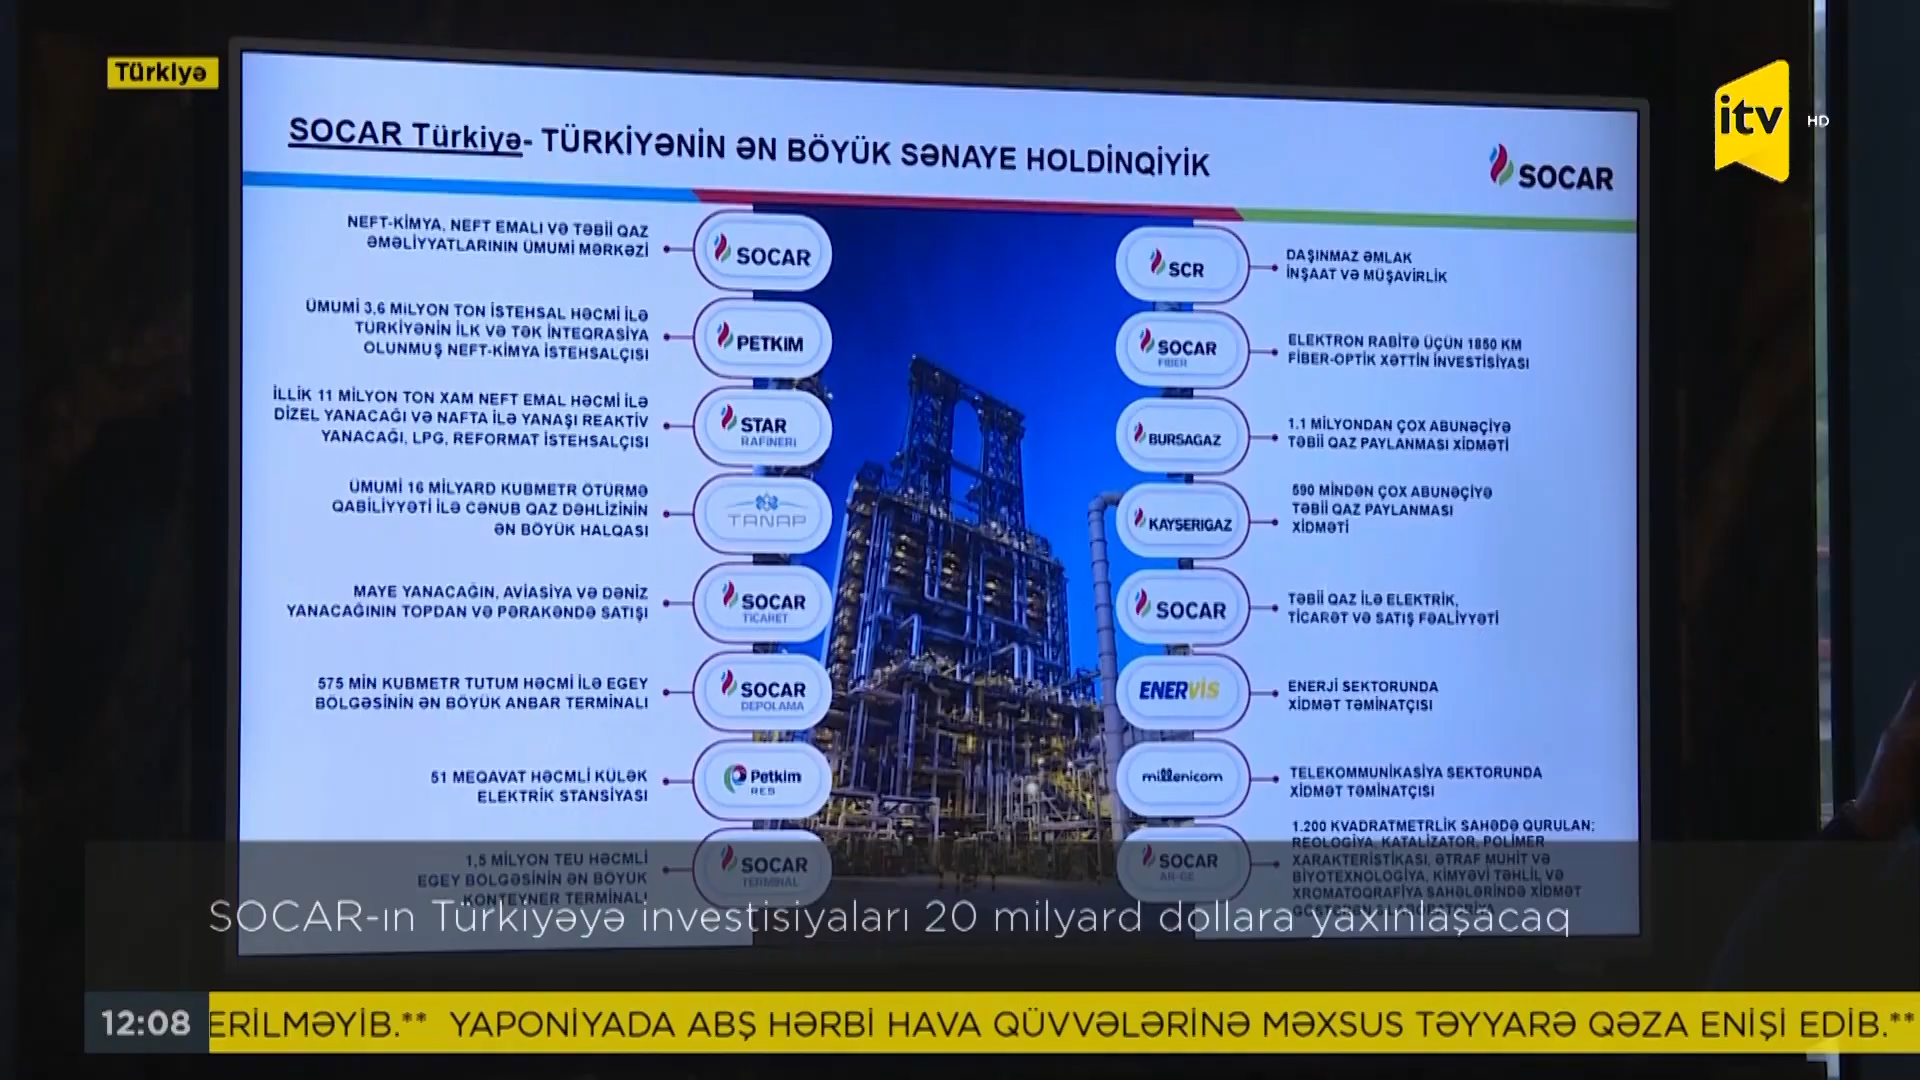 Türkiyə
itv HD
SOCAR Türkiyə- TÜRKİYƏNİN ƏN BÖYÜK SƏNAYE HOLDİNQİYİK
SOCAR
NEFT-KİMYA, NEFT EMALI VƏ TƏBİİ QAZ
ƏMƏLİYYATLARININ ÜMUMİ MƏRKƏZİ
SOCAR
ÜMUMİ 3,6 MİLYON TON İSTEHSAL HƏCMİ İLƏ
TÜRKİYƏNİN İLK VƏ TƏK İNTEQRASİYA
OLUNMUŞ NEFT-KİMYA İSTEHSALÇISI
PETKIM
İLLİK 11 MİLYON TON XAM NEFT EMAL HƏCMİ İLƏ
DİZEL YANACAĞI VƏ NAFTA İLƏ YANAŞI REAKTİV
YANACAĞI, LPG, REFORMAT İSTEHSALÇISI
STAR
RAFİNERİ
ÜMUMİ 16 MİLYARD KUBMETR ÖTÜRMƏ
QABİLİYYƏTİ İLƏ CƏNUB QAZ DƏHLİZİNİN
ƏN BÖYÜK HALQASI
TANAP
MAYE YANACAĞIN, AVİASİYA VƏ DƏNİZ
YANACAĞININ TOPDAN VƏ PƏRAKƏNDƏ SATIŞI
SOCAR
TİCARET
575 MİN KUBMETR TUTUM HƏCMİ İLƏ EGEY
BÖLGƏSİNİN ƏN BÖYÜK ANBAR TERMİNALI
SOCAR
DEPOLAMA
51 MEQAVAT HƏCMLİ KÜLƏK
ELEKTRİK STANSİYASI
Petkim
RES
1,5 MİLYON TEU HƏCMLİ
EGEY BÖLGƏSİNİN ƏN BÖYÜK
KONTEYNER TERMİNALI
SOCAR
TERMİNAL
SCR
DAŞINMAZ ƏMLAK
İNŞAAT VƏ MÜŞAVİRLİK
SOCAR
FIBER
ELEKTRON RABİTƏ ÜÇÜN 1850 KM
FİBER-OPTİK XƏTTİN İNVESTİSİYASI
BURSAGAZ
1.1 MİLYONDAN ÇOX ABUNƏÇİYƏ
TƏBİİ QAZ PAYLANMASI XİDMƏTİ
KAYSERIGAZ
590 MİNDƏN ÇOX ABUNƏÇİYƏ
TƏBİİ QAZ PAYLANMASI
XİDMƏTİ
SOCAR
TƏBİİ QAZ İLƏ ELEKTRİK,
TİCARƏT VƏ SATIŞ FƏALİYYƏTİ
ENERVİS
ENERJİ SEKTORUNDA
XİDMƏT TƏMİNATÇISI
millenicom
TELEKOMMUNİKASİYA SEKTORUNDA
XİDMƏT TƏMİNATÇISI
SOCAR
AR-GE
1.200 KVADRATMETRLİK SAHƏDƏ QURULAN;
REOLOGİYA, KATALİZATOR, POLİMER
XARAKTERİSTİKASI, ƏTRAF MUHİT VƏ
BİYOTEXNOLOGİYA, KİMYƏVİ TƏHLİL VƏ
XROMATOQRAFİYA SAHƏLƏRİNDƏ XİDMƏT
SOCAR-ın Türkiyəyə investisiyaları 20 milyard dollara yaxınlaşacaq
12:08 ERİLMƏYİB.** YAPONİYADA ABŞ HƏRBİ HAVA QÜVVƏLƏRİNƏ MƏXSUS TƏYYARƏ QƏZA ENİŞİ EDİB.**